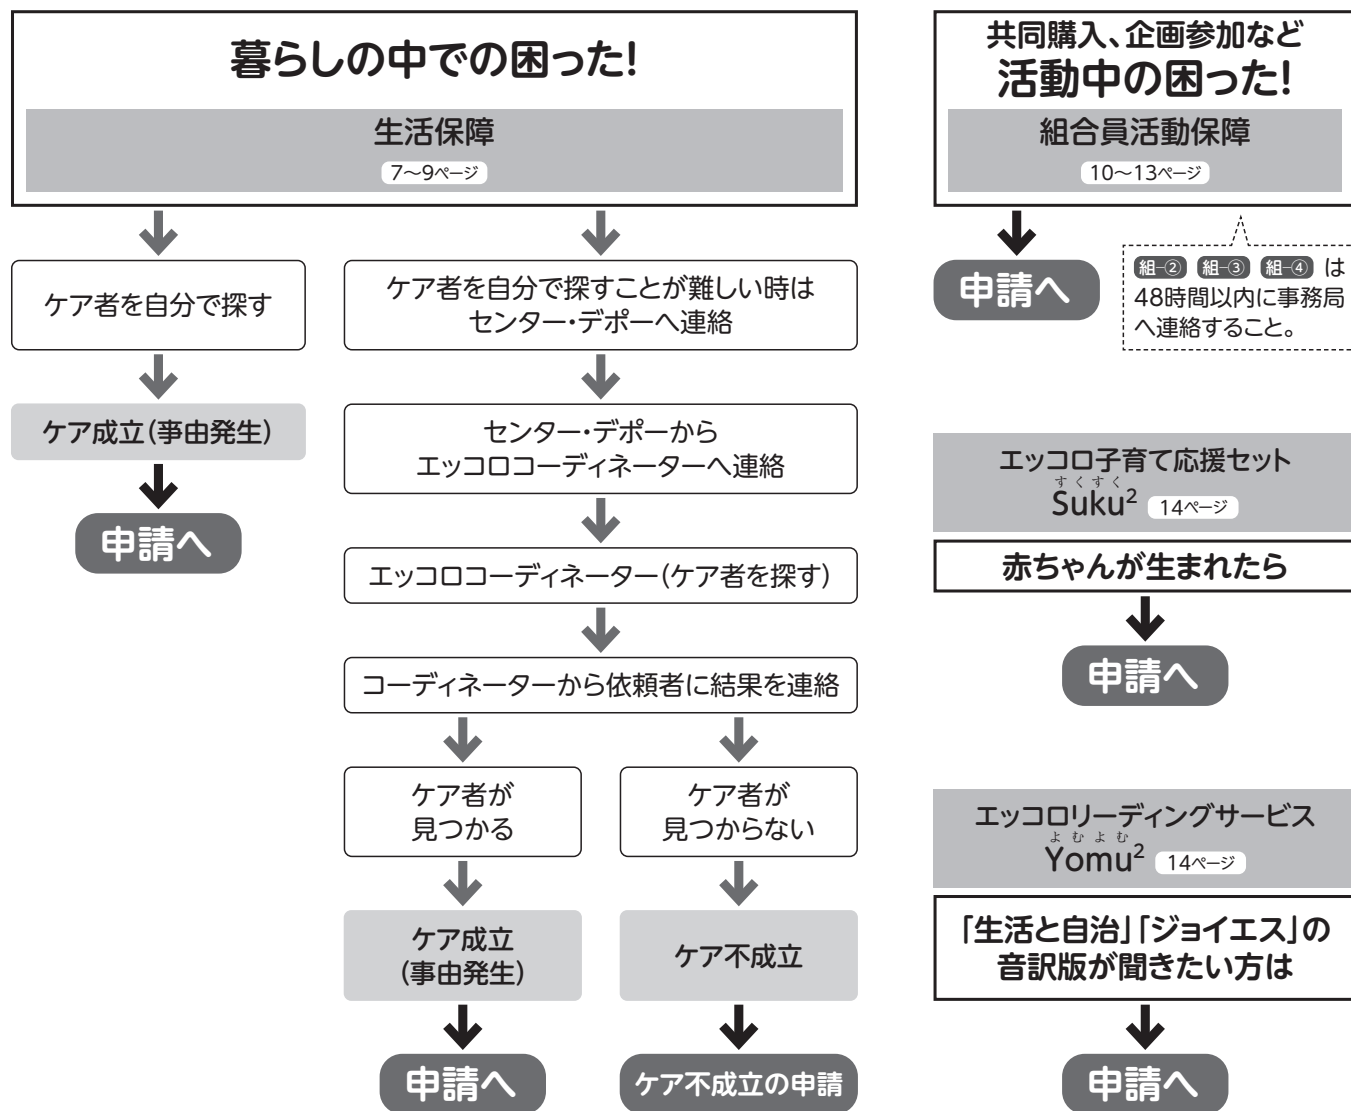 暮らしの中での困った!
生活保障
7〜9ページ
ケア者を自分で探す
ケア成立(事由発生)
申請へ
ケア者を自分で探すことが難しい時は
センター・デポーへ連絡
センター・デポーから
エッコロコーディネーターへ連絡
エッコロコーディネーター(ケア者を探す)
コーディネーターから依頼者に結果を連絡
ケア者が
見つかる
ケア成立
(事由発生)
申請へ
ケア者が
見つからない
ケア不成立
ケア不成立の申請
共同購入、企画参加など
活動中の困った!
組合員活動保障
10〜13ページ
申請へ
組-② 組-③ 組-④ は
48時間以内に事務局
へ連絡すること。
エッコロ子育て応援セット
すくすく
Suku² 14ページ
赤ちゃんが生まれたら
申請へ
エッコロリーディングサービス
よむよむ
Yomu² 14ページ
「生活と自治」「ジョイエス」の
音訳版が聞きたい方は
申請へ